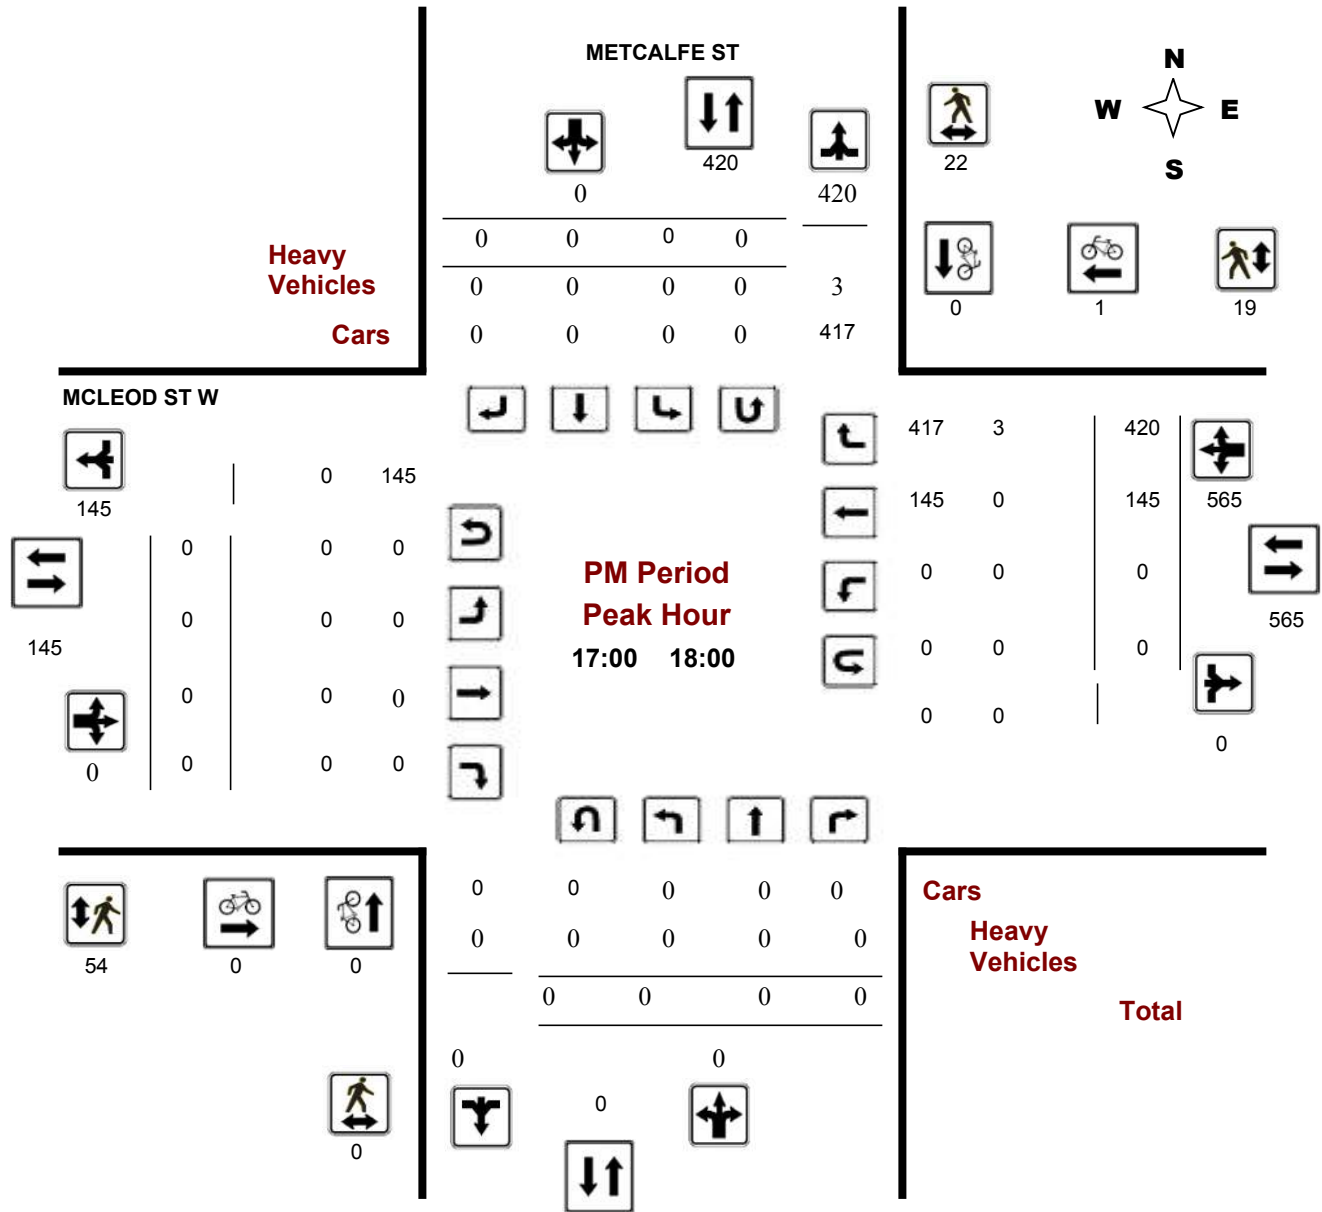 METCALFE ST
N
W E
S
420
22
0
420
0 0 0 0
Heavy
Vehicles
0 0 0 0 3
0 1 19
Cars
0 0 0 0 417
MCLEOD ST W
417 3 420
0 145
145
145 0 145 565
0 0 0
PM Period
0 0 0
Peak Hour
0 0 0
565
145
17:00 18:00
0 0 0
0 0 0
0 0
0
0
0 0 0
0 0 0 0 0
Cars
Heavy
Vehicles
0 0 0 0 0
54 0 0
0 0 0 0
Total
0 0
0
0